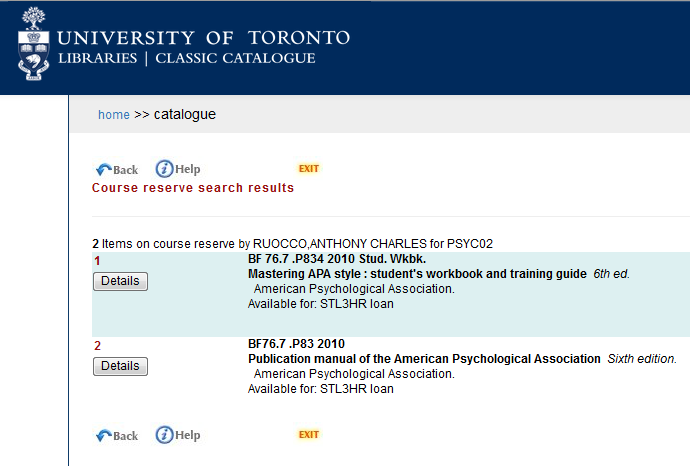 UNIVERSITY OF TORONTO
LIBRARIES | CLASSIC CATALOGUE
home >> catalogue
Back Help EXIT
Course reserve search results
2 Items on course reserve by RUOCCO,ANTHONY CHARLES for PSYC02
1 BF 76.7 .P834 2010 Stud. Wkbk.
Details Mastering APA style : student's workbook and training guide 6th ed.
American Psychological Association.
Available for: STL3HR loan
2 BF76.7 .P83 2010
Details Publication manual of the American Psychological Association Sixth edition.
American Psychological Association.
Available for: STL3HR loan
Back Help EXIT